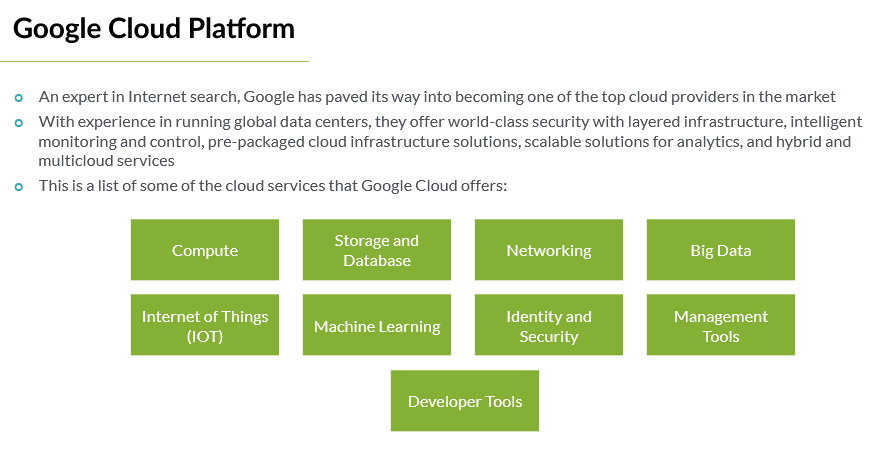 Google Cloud Platform
An expert in Internet search, Google has paved its way into becoming one of the top cloud providers in the market
With experience in running global data centers, they offer world-class security with layered infrastructure, intelligent
monitoring and control, pre-packaged cloud infrastructure solutions, scalable solutions for analytics, and hybrid and
multicloud services
This is a list of some of the cloud services that Google Cloud offers:
Compute
Storage and
Database
Networking
Big Data
Internet of Things
(IOT)
Machine Learning
Identity and
Security
Management
Tools
Developer Tools